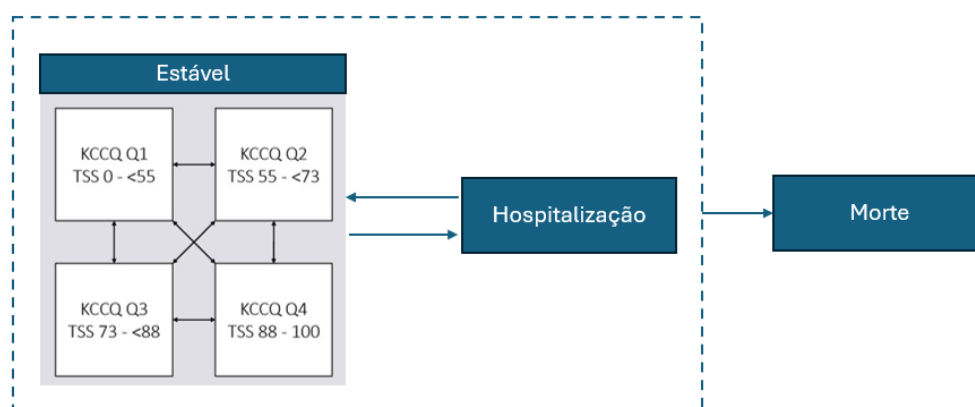 Estável
KCCQ Q1
TSS 0 - <55
KCCQ Q2
TSS 55 - <73
KCCQ Q3
TSS 73 - <88
KCCQ Q4
TSS 88 - 100
Hospitalização
Morte